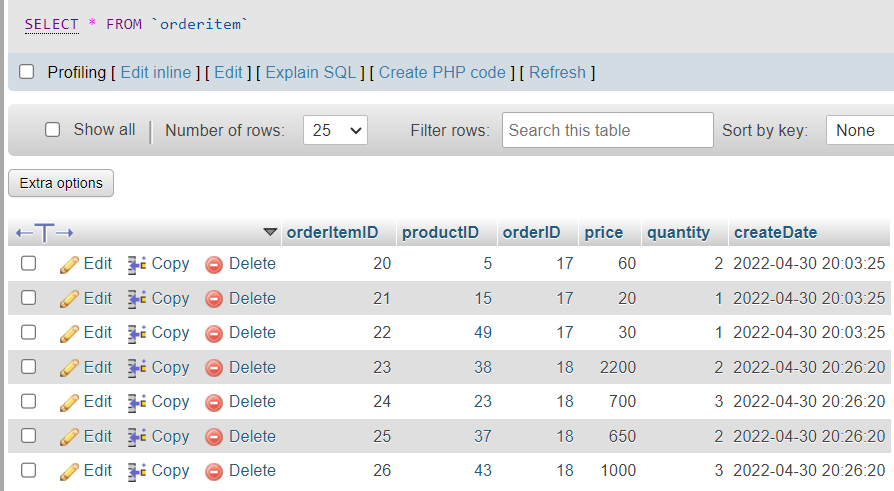 SELECT * FROM `orderitem`
Profiling [ Edit inline ] [ Edit ] [ Explain SQL ] [ Create PHP code ] [ Refresh ]
Show all | Number of rows: 25 Filter rows: Search this table Sort by key: None
Extra options
←T→ orderItemID productID orderID price quantity createDate
Edit Copy Delete 20 5 17 60 2 2022-04-30 20:03:25
Edit Copy Delete 21 15 17 20 1 2022-04-30 20:03:25
Edit Copy Delete 22 49 17 30 1 2022-04-30 20:03:25
Edit Copy Delete 23 38 18 2200 2 2022-04-30 20:26:20
Edit Copy Delete 24 23 18 700 3 2022-04-30 20:26:20
Edit Copy Delete 25 37 18 650 2 2022-04-30 20:26:20
Edit Copy Delete 26 43 18 1000 3 2022-04-30 20:26:20